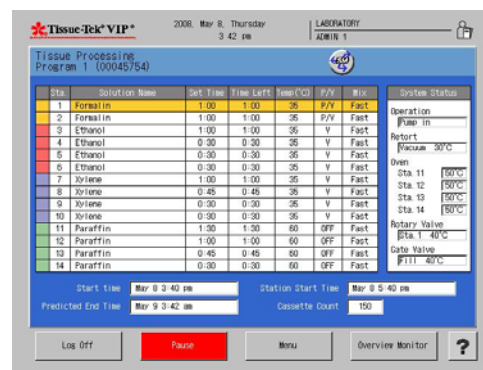 Tissue-Tek® VIP®
2008, May 8, Thursday
3 42 pm
LABORATORY
ADMIN 1
Tissue Processing
Program 1 (00045754)
Sta. Solution Name Set Time Time Left Temp(°C) P/V Mix
1 Formalin 1:00 1:00 35 P/V Fast
2 Formalin 1:00 1:00 35 P/V Fast
3 Ethanol 1:00 1:00 35 V Fast
4 Ethanol 0:30 0:30 35 V Fast
5 Ethanol 0:30 0:30 35 V Fast
6 Ethanol 0:30 0:30 35 V Fast
7 Xylene 1:00 1:00 35 V Fast
8 Xylene 0:45 0:45 35 V Fast
9 Xylene 0:30 0:30 35 V Fast
10 Xylene 0:30 0:30 35 V Fast
11 Paraffin 1:30 1:30 60 OFF Fast
12 Paraffin 1:00 1:00 60 OFF Fast
13 Paraffin 0:45 0:45 60 OFF Fast
14 Paraffin 0:30 0:30 60 OFF Fast
System Status
Operation
Pump in
Retort
Vacuum 30°C
Oven
Sta. 11 50°C
Sta. 12 50°C
Sta. 13 50°C
Sta. 14 50°C
Rotary Valve
Sta.1 40°C
Gate Valve
Fill 40°C
Start time May 8 3:40 pm
Station Start Time May 8 5:40 pm
Predicted End Time May 9 3:42 am
Cassette Count 150
Log Off
Pause
Menu
Overview Monitor
?